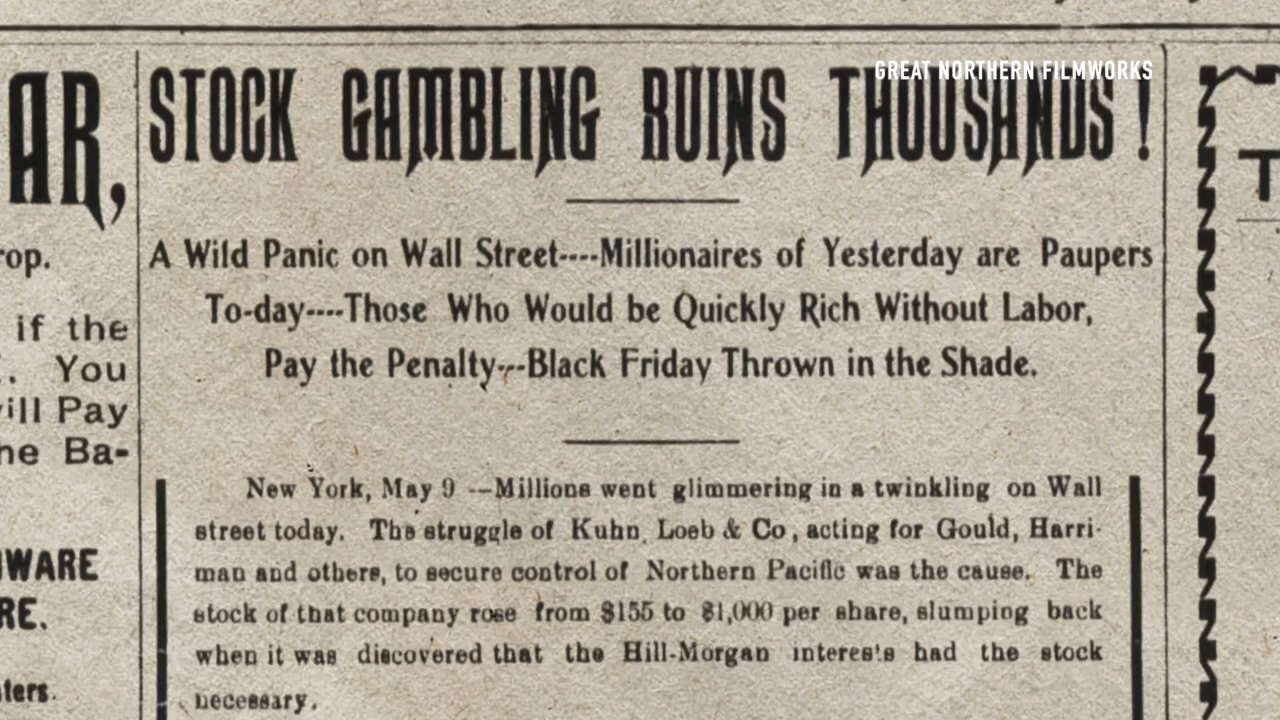 GREAT NORTHERN FILMWORKS
AR,
rop.
if the
You
ill Pay
he Ba-
WARE
RE.
ters.
STOCK GAMBLING RUINS THOUSANDS!
A Wild Panic on Wall Street----Millionaires of Yesterday are Paupers
To-day----Those Who Would be Quickly Rich Without Labor,
Pay the Penalty---Black Friday Thrown in the Shade.
New York, May 9 --Millions went glimmering in a twinkling on Wall
street today. The struggle of Kuhn, Loeb & Co, acting for Gould, Harri-
man and others, to secure control of Northern Pacific was the cause. The
stock of that company rose from $155 to $1,000 per share, slumping back
when it was discovered that the Hill-Morgan interests had the stock
necessary.
T